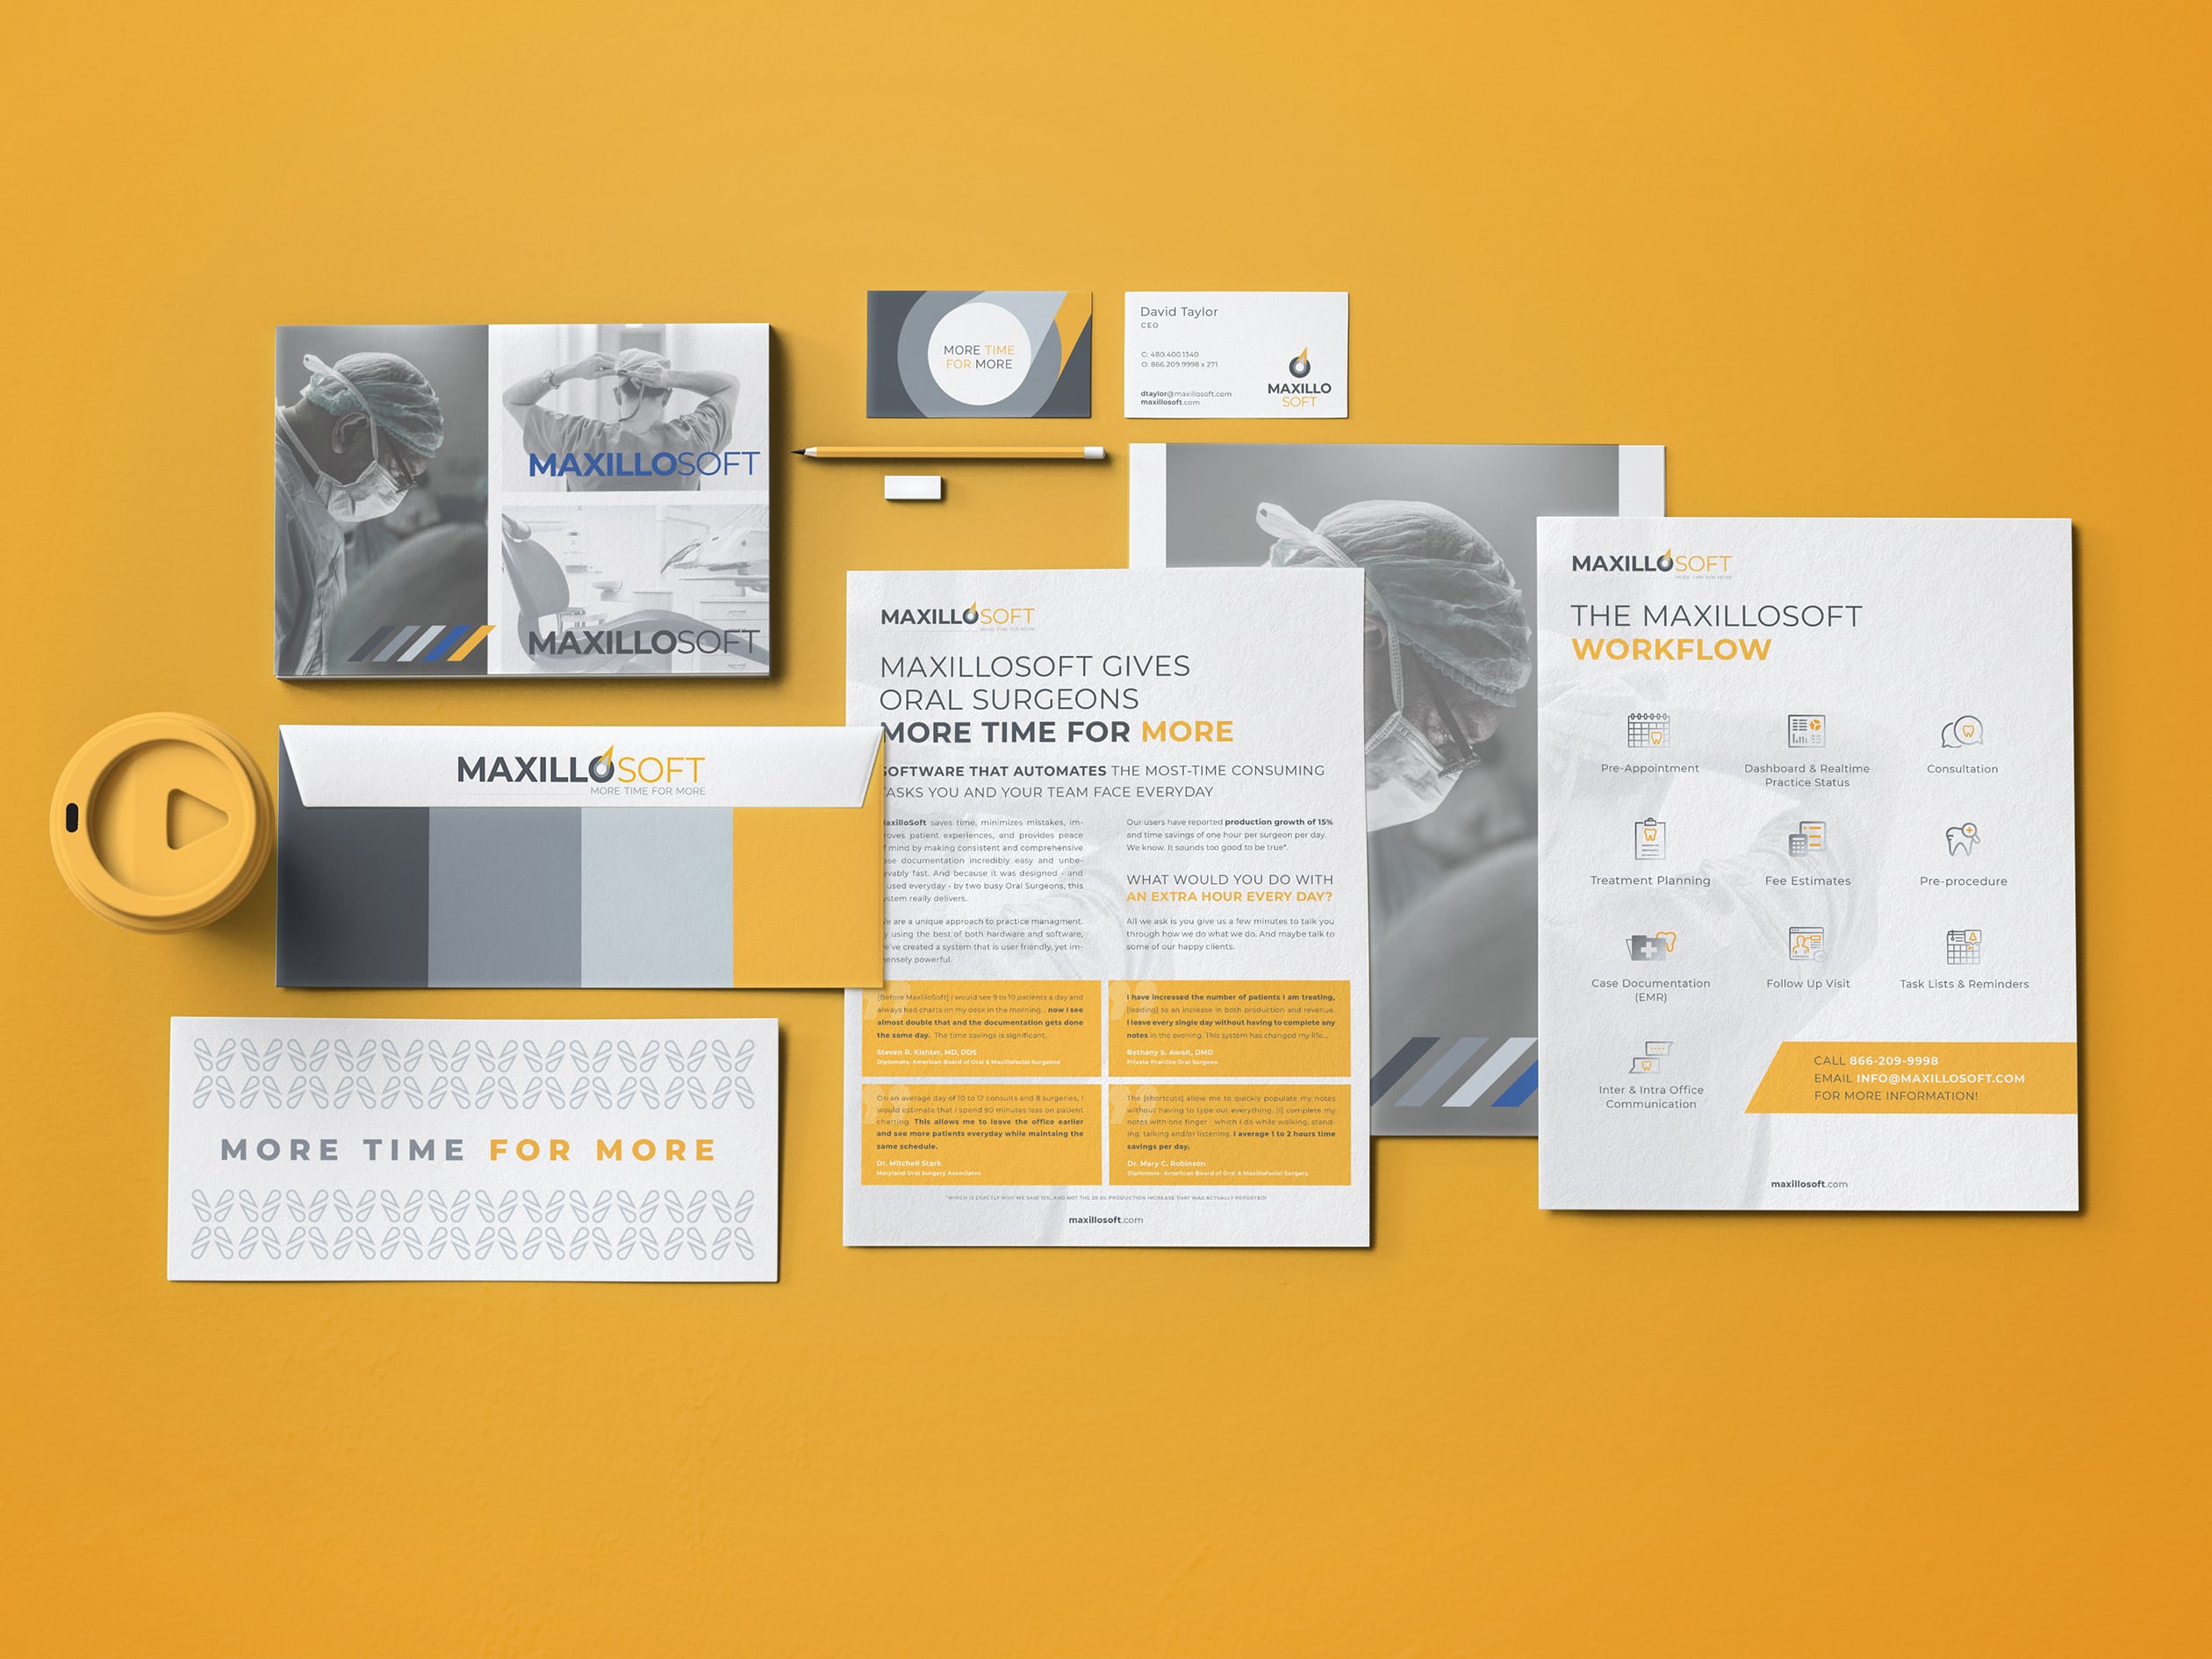 MORE TIME
FOR MORE
David Taylor
CEO
C: 480.400.1340
O: 866.209.9998 x 271
dtaylor@maxillosoft.com
maxillosoft.com
MAXILLO
SOFT
MAXILLOSOFT
MAXILLOSOFT
MAXILLOSOFT
MORE TIME FOR MORE
MORE TIME FOR MORE
MAXILLOSOFT
MORE TIME FOR MORE
MAXILLOSOFT GIVES
ORAL SURGEONS
MORE TIME FOR MORE
SOFTWARE THAT AUTOMATES THE MOST-TIME CONSUMING
TASKS YOU AND YOUR TEAM FACE EVERYDAY
MaxilloSoft saves time, minimizes mistakes, im-
proves patient experiences, and provides peace
of mind by making consistent and comprehensive
case documentation incredibly easy and unbe-
lievably fast. And because it was designed - and
used everyday - by two busy Oral Surgeons, this
system really delivers.
We are a unique approach to practice managment.
By using the best of both hardware and software,
we've created a system that is user friendly, yet im-
mensely powerful.
Our users have reported production growth of 15%
and time savings of one hour per surgeon per day.
We know. It sounds too good to be true*.
WHAT WOULD YOU DO WITH
AN EXTRA HOUR EVERY DAY?
All we ask is you give us a few minutes to talk you
through how we do what we do. And maybe talk to
some of our happy clients.
[Before MaxilloSoft] I would see 9 to 10 patients a day and
always had charts on my desk in the morning... now I see
almost double that and the documentation gets done
the same day. The time savings is significant.
Steven R. Kishter, MD, DDS
Diplomate, American Board of Oral & Maxillofacial Surgeons
I have increased the number of patients I am treating,
[leading] to an increase in both production and revenue.
I leave every single day without having to complete any
notes in the evening. This system has changed my life...
Bethany S. Awalt, DMD
Private Practice Oral Surgeon
On an average day of 10 to 12 consults and 8 surgeries, I
would estimate that I spend 90 minutes less on patient
charting. This allows me to leave the office earlier
and see more patients everyday while maintaing the
same schedule.
Dr. Mitchell Stark
Maryland Oral Surgery Associates
The [shortcuts] allow me to quickly populate my notes
without having to type out everything. [I] complete my
notes with one finger - which I do while walking, stand-
ing, talking and/or listening. I average 1 to 2 hours time
savings per day.
Dr. Mary C. Robinson
Diplomate: American Board of Oral & Maxillofacial Surgery
*WHICH IS EXACTLY WHY WE SAID 15%, AND NOT THE 28.5% PRODUCTION INCREASE THAT WAS ACTUALLY REPORTED!
maxillosoft.com
MAXILLOSOFT
MORE TIME FOR MORE
THE MAXILLOSOFT
WORKFLOW
Pre-Appointment
Dashboard & Realtime
Practice Status
Consultation
Treatment Planning
Fee Estimates
Pre-procedure
Case Documentation
(EMR)
Follow Up Visit
Task Lists & Reminders
Inter & Intra Office
Communication
CALL 866-209-9998
EMAIL INFO@MAXILLOSOFT.COM
FOR MORE INFORMATION!
maxillosoft.com